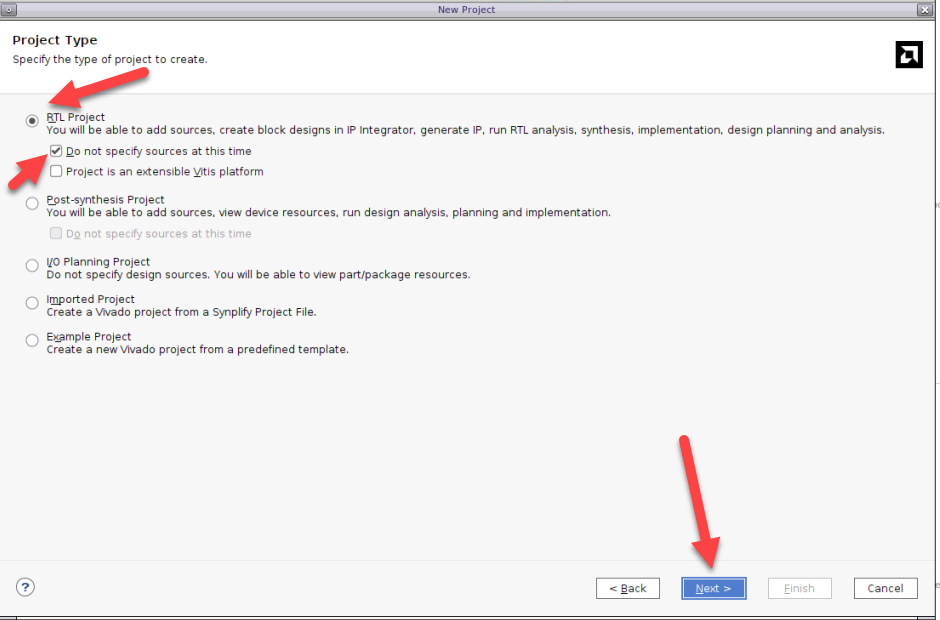 New Project
Project Type
Specify the type of project to create.
RTL Project
You will be able to add sources, create block designs in IP Integrator, generate IP, run RTL analysis, synthesis, implementation, design planning and analysis.
Do not specify sources at this time
Project is an extensible Vitis platform
Post-synthesis Project
You will be able to add sources, view device resources, run design analysis, planning and implementation.
Do not specify sources at this time
I/O Planning Project
Do not specify design sources. You will be able to view part/package resources.
Imported Project
Create a Vivado project from a Synplify Project File.
Example Project
Create a new Vivado project from a predefined template.
? < Back Next > Finish Cancel